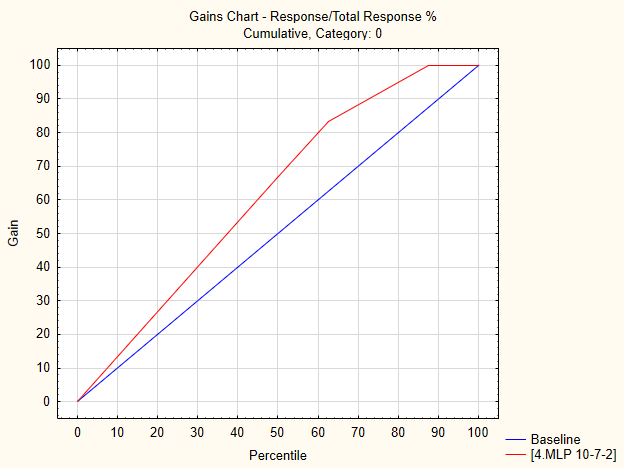 Gains Chart - Response/Total Response %
Cumulative, Category: 0
100
90
80
70
60
50
40
30
20
10
0
Gain
0 10 20 30 40 50 60 70 80 90 100
Percentile
Baseline
[4.MLP 10-7-2]